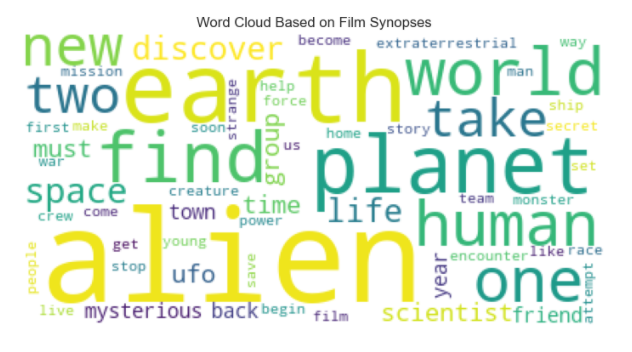 Word Cloud Based on Film Synopses
new
discover
become
extraterrestrial
way
mission
earth
world
man
two
strange
help
force
take
ship
first
make
soon
home
story
secret
must
find
group
us
planet
set
war
space
creature
time
life
team
monster
crew
come
town
power
human
alien
people
get
young
year
encounter
like
race
stop
ufo
save
one
attempt
live
mysterious
back
begin
film
scientist
friend